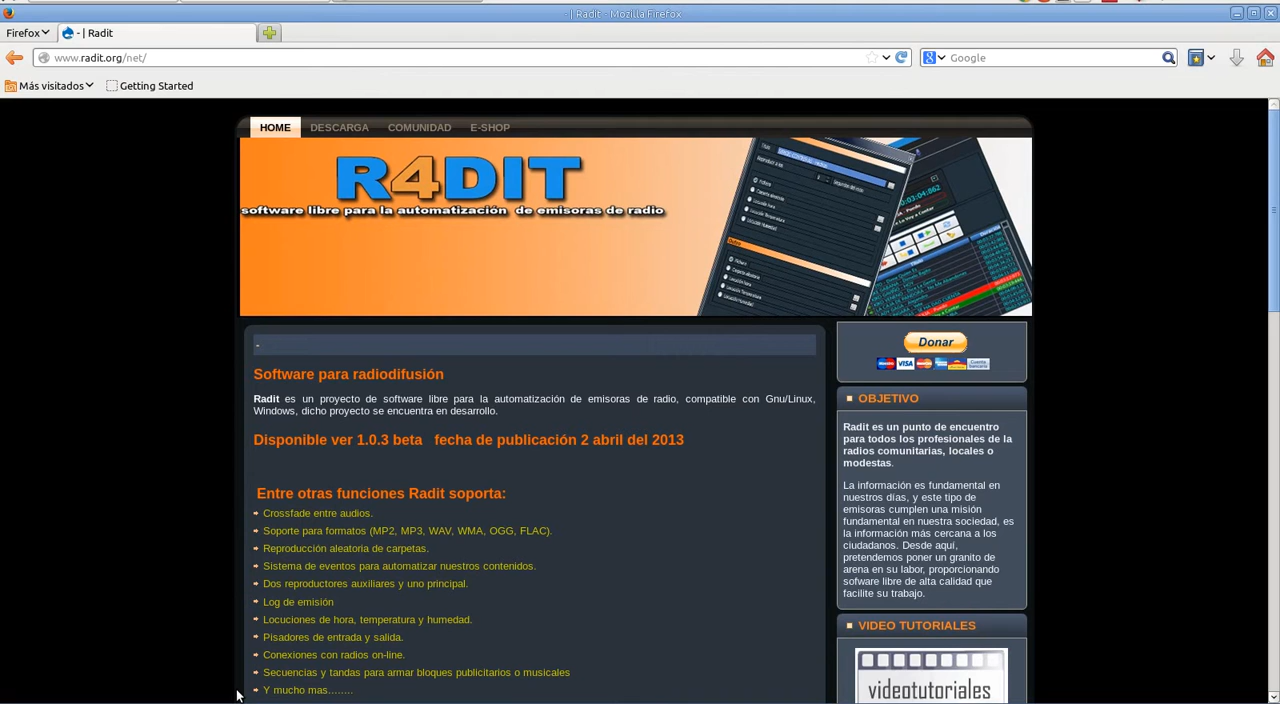 - | Radit - Mozilla Firefox
Firefox
- | Radit
www.radit.org/net/
Google
Más visitados
Getting Started
HOME DESCARGA COMUNIDAD E-SHOP
R4DIT
software libre para la automatización de emisoras de radio
-
Software para radiodifusión
Radit es un proyecto de software libre para la automatización de emisoras de radio, compatible con Gnu/Linux,
Windows, dicho proyecto se encuentra en desarrollo.
Disponible ver 1.0.3 beta fecha de publicación 2 abril del 2013
Entre otras funciones Radit soporta:
Crossfade entre audios.
Soporte para formatos (MP2, MP3, WAV, WMA, OGG, FLAC).
Reproducción aleatoria de carpetas.
Sistema de eventos para automatizar nuestros contenidos.
Dos reproductores auxiliares y uno principal.
Log de emisión
Locuciones de hora, temperatura y humedad.
Pisadores de entrada y salida.
Conexiones con radios on-line.
Secuencias y tandas para armar bloques publicitarios o musicales
Y mucho mas........
Donar
VISA
OBJETIVO
Radit es un punto de encuentro
para todos los profesionales de la
radios comunitarias, locales o
modestas.
La información es fundamental en
nuestros días, y este tipo de
emisoras cumplen una misión
fundamental en nuestra sociedad, es
la información más cercana a los
ciudadanos. Desde aquí,
pretendemos poner un granito de
arena en su labor, proporcionando
sofware libre de alta calidad que
facilite su trabajo.
VIDEO TUTORIALES
videotutoriales